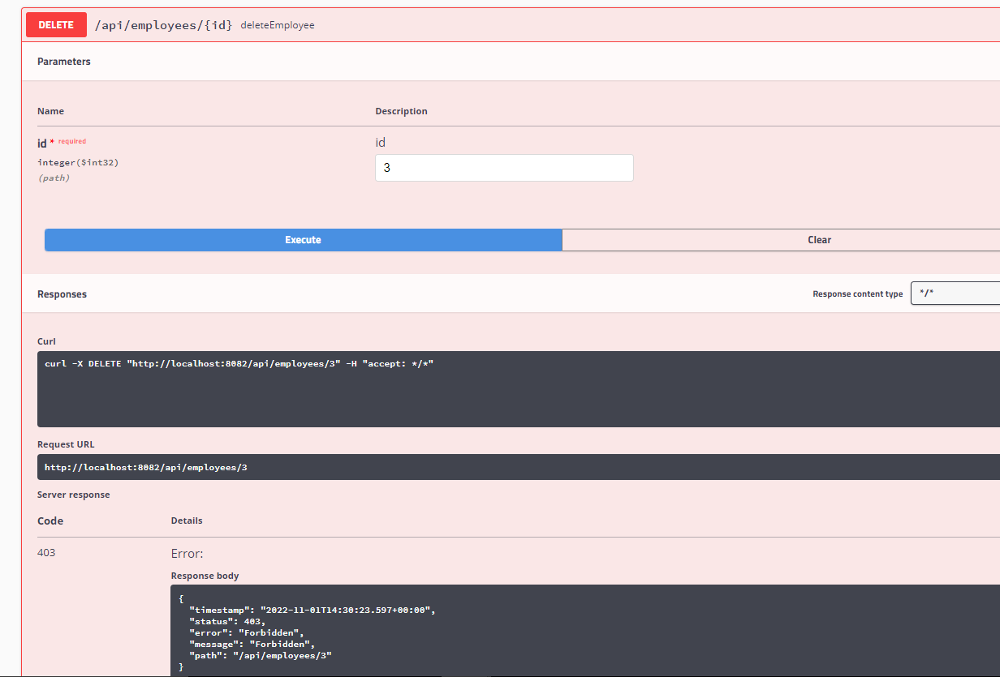 DELETE /api/employees/{id} deleteEmployee
Parameters
Name Description
id * required id
integer($int32) 3
(path)
Execute Clear
Responses Response content type */*
Curl
curl -X DELETE "http://localhost:8082/api/employees/3" -H "accept: */*"
Request URL
http://localhost:8082/api/employees/3
Server response
Code Details
403 Error:
Response body
{
"timestamp": "2022-11-01T14:30:23.597+00:00",
"status": 403,
"error": "Forbidden",
"message": "Forbidden",
"path": "/api/employees/3"
}